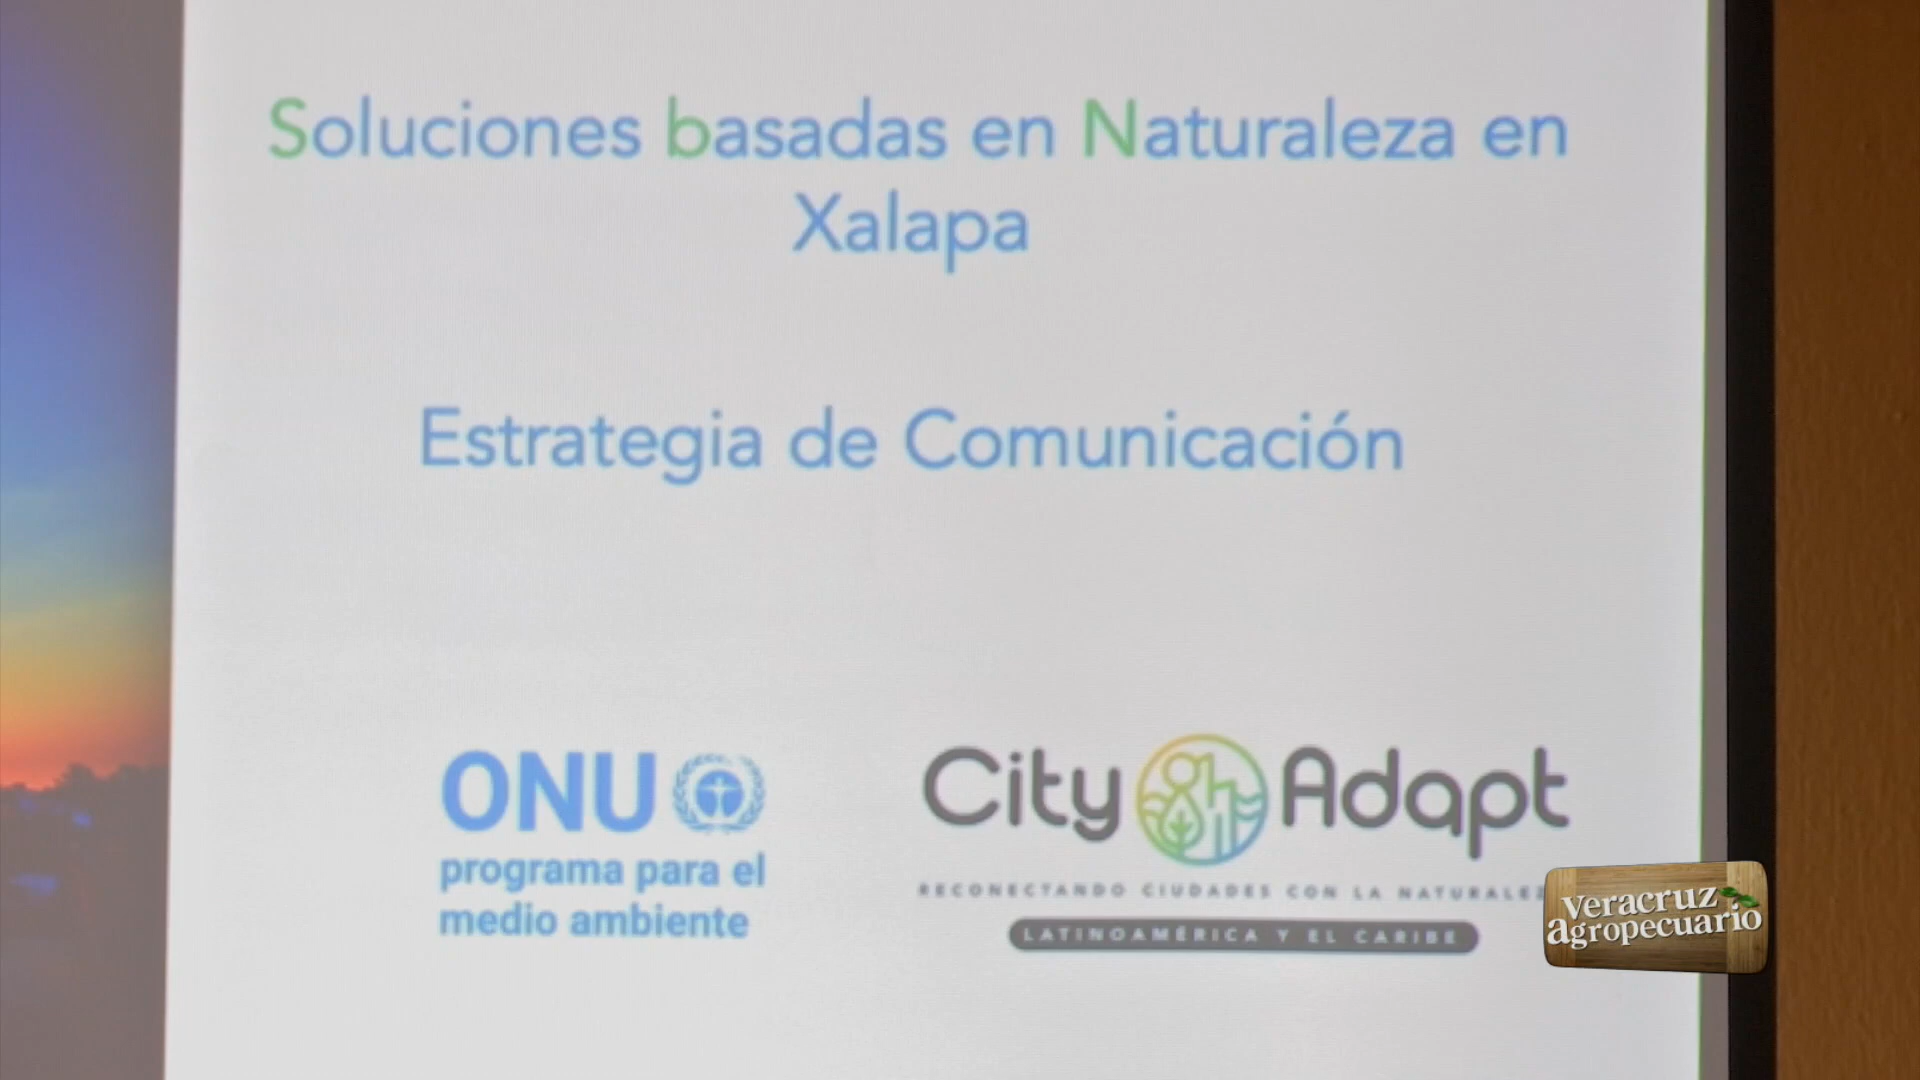 Soluciones basadas en Naturaleza en
Xalapa
Estrategia de Comunicación
ONU
programa para el
medio ambiente
City Adapt
RECONECTANDO CIUDADES CON LA
LATINOAMÉRICA Y EL CARIBE
veracruz
agropecuario